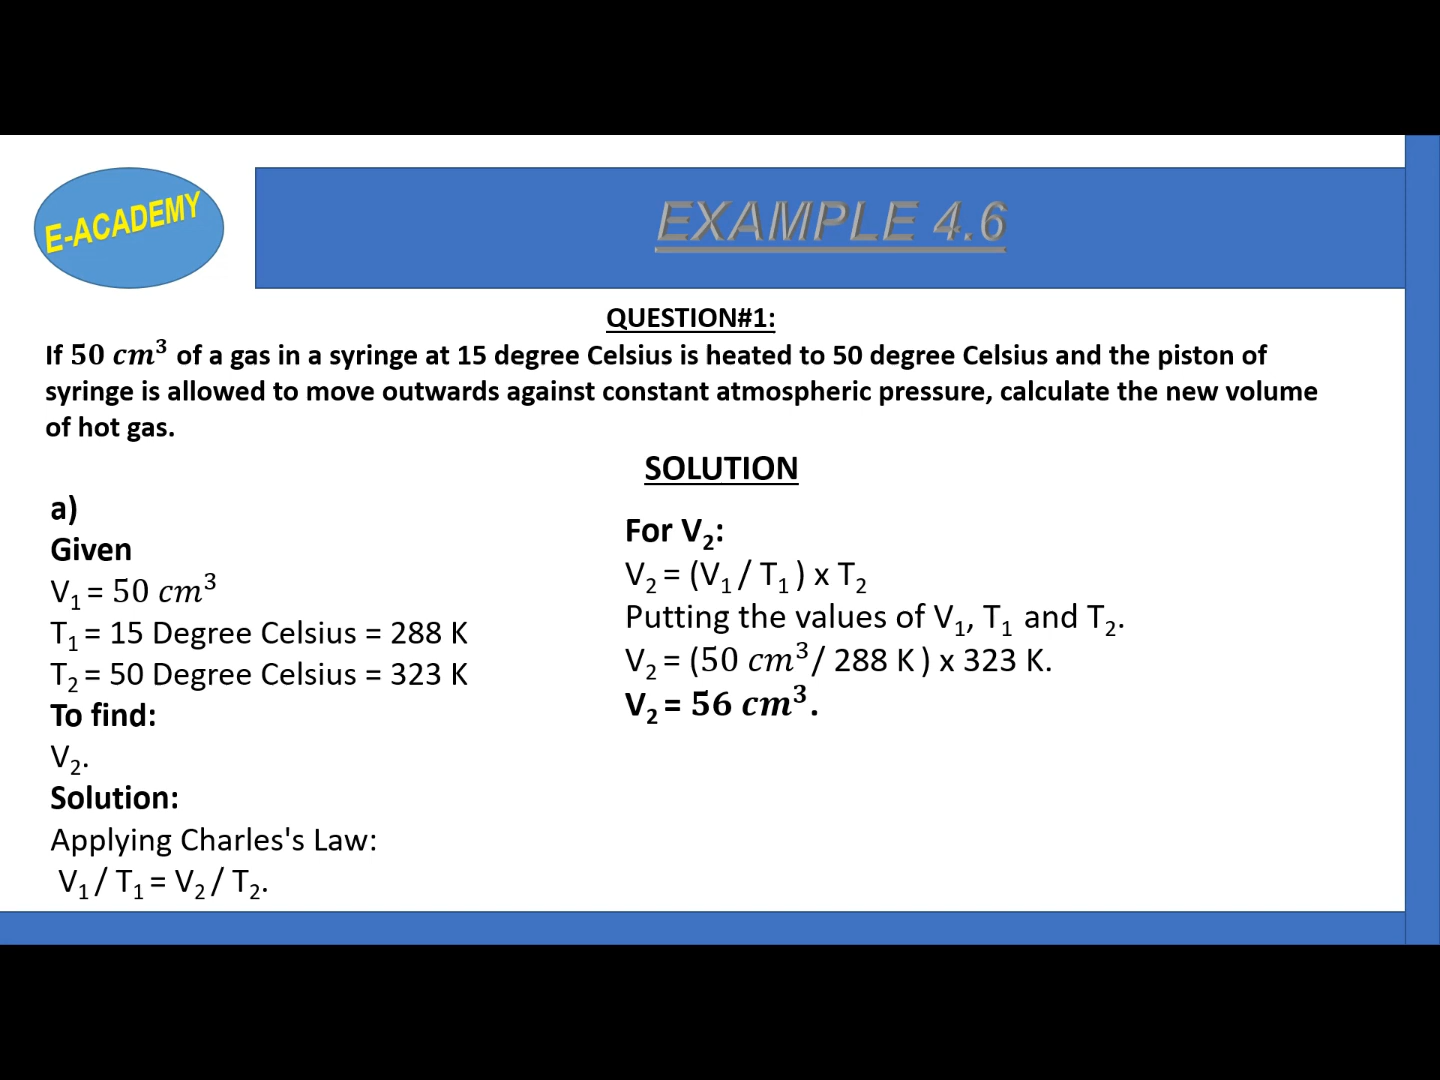 E-ACADEMY
EXAMPLE 4.6
QUESTION#1:
If 50 cm³ of a gas in a syringe at 15 degree Celsius is heated to 50 degree Celsius and the piston of
syringe is allowed to move outwards against constant atmospheric pressure, calculate the new volume
of hot gas.
SOLUTION
a)
Given
V₁ = 50 cm³
T₁ = 15 Degree Celsius = 288 K
T₂ = 50 Degree Celsius = 323 K
To find:
V₂.
Solution:
Applying Charles's Law:
V₁ / T₁ = V₂ / T₂.
For V₂:
V₂ = (V₁ / T₁ ) x T₂
Putting the values of V₁, T₁ and T₂.
V₂ = (50 cm³/ 288 K ) x 323 K.
V₂ = 56 cm³.